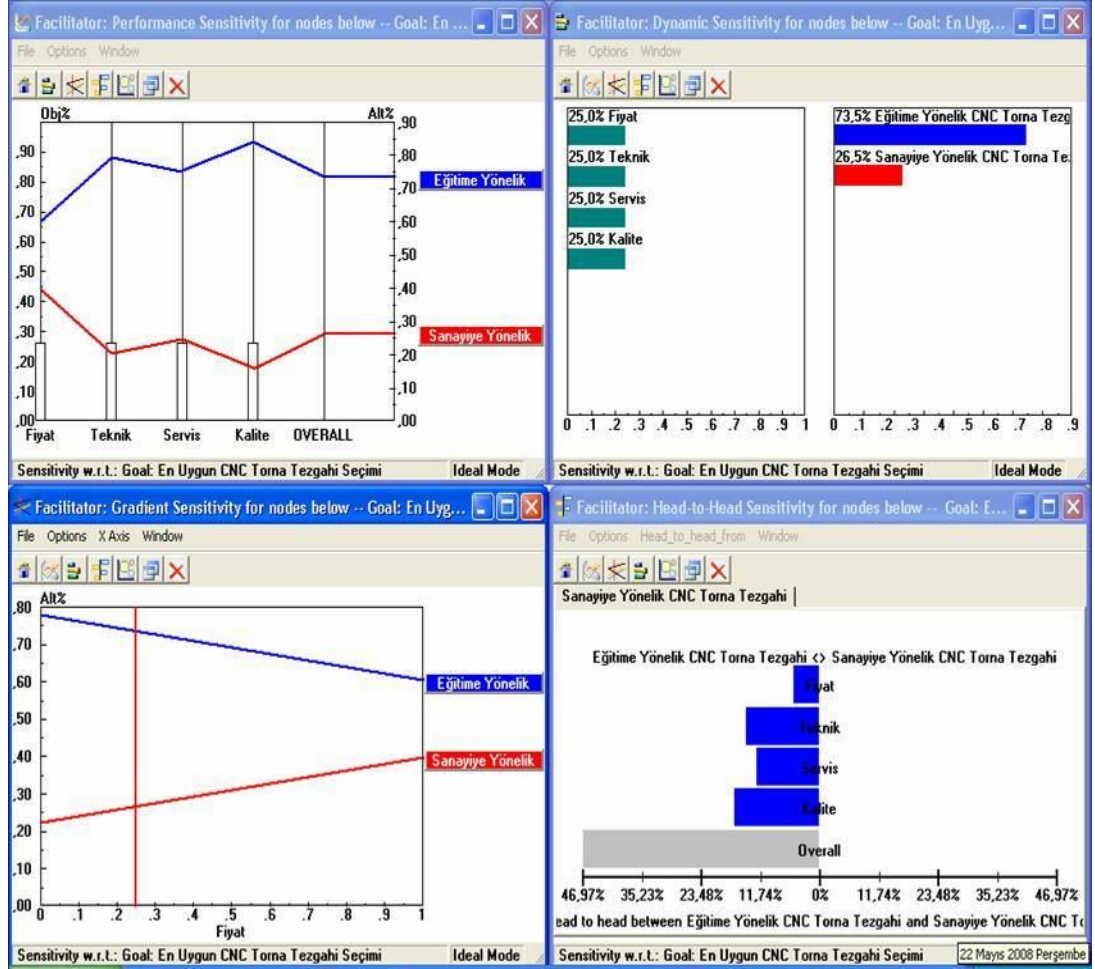 Facilitator: Performance Sensitivity for nodes below -- Goal: En ...
File Options Window
Obj% Alt%
,90
,80
,70
,60
,50
,40
,30
,20
,10
,00
,90
,80
,70
,60
,50
,40
,30
,20
,10
,00
Eğitime Yönelik
Sanayiye Yönelik
Fiyat Teknik Servis Kalite OVERALL
Sensitivity w.r.t.: Goal: En Uygun CNC Torna Tezgahi Seçimi Ideal Mode
Facilitator: Dynamic Sensitivity for nodes below -- Goal: En Uyg...
File Options Window
25,0% Fiyat
25,0% Teknik
25,0% Servis
25,0% Kalite
73,5% Eğitime Yönelik CNC Torna Tezg
26,5% Sanayiye Yönelik CNC Torna Te
0 .1 .2 .3 .4 .5 .6 .7 .8 .9 1
0 .1 .2 .3 .4 .5 .6 .7 .8 .9
Sensitivity w.r.t.: Goal: En Uygun CNC Torna Tezgahi Seçimi Ideal Mode
Facilitator: Gradient Sensitivity for nodes below -- Goal: En Uyg...
File Options X Axis Window
Alt%
,80
,70
,60
,50
,40
,30
,20
,10
,00
Eğitime Yönelik
Sanayiye Yönelik
0 .1 .2 .3 .4 .5 .6 .7 .8 .9 1
Fiyat
Sensitivity w.r.t.: Goal: En Uygun CNC Torna Tezgahi Seçimi Ideal Mode
Facilitator: Head-to-Head Sensitivity for nodes below -- Goal: E...
File Options Head_to_head_from Window
Sanayiye Yönelik CNC Torna Tezgahi
Eğitime Yönelik CNC Torna Tezgahi <> Sanayiye Yönelik CNC Torna Tezgahi
Fiyat
Teknik
Servis
Kalite
Overall
46,97% 35,23% 23,48% 11,74% 0% 11,74% 23,48% 35,23% 46,97%
ead to head between Eğitime Yönelik CNC Torna Tezgahi and Sanayiye Yönelik CNC To
Sensitivity w.r.t.: Goal: En Uygun CNC Torna Tezgahi Seçimi
22 Mayıs 2008 Perşembe